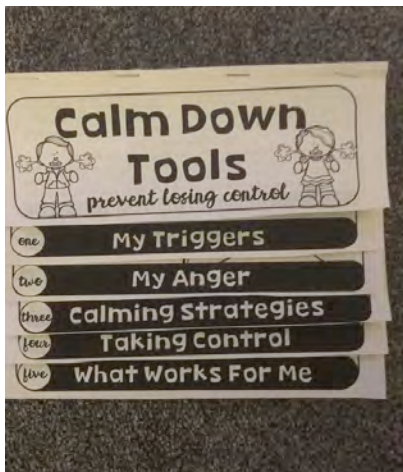 Calm Down
Tools
prevent losing control
one My Triggers
two My Anger
three Calming Strategies
four Taking Control
five What Works For Me